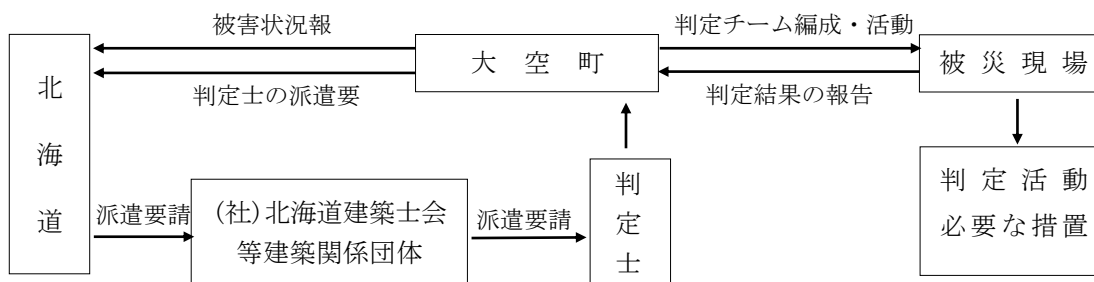 被害状況報
判定チーム編成・活動
北海道
大空町
被災現場
判定士の派遣要
判定結果の報告
派遣要請
(社)北海道建築士会
等建築関係団体
派遣要請
判定士
判定活動
必要な措置